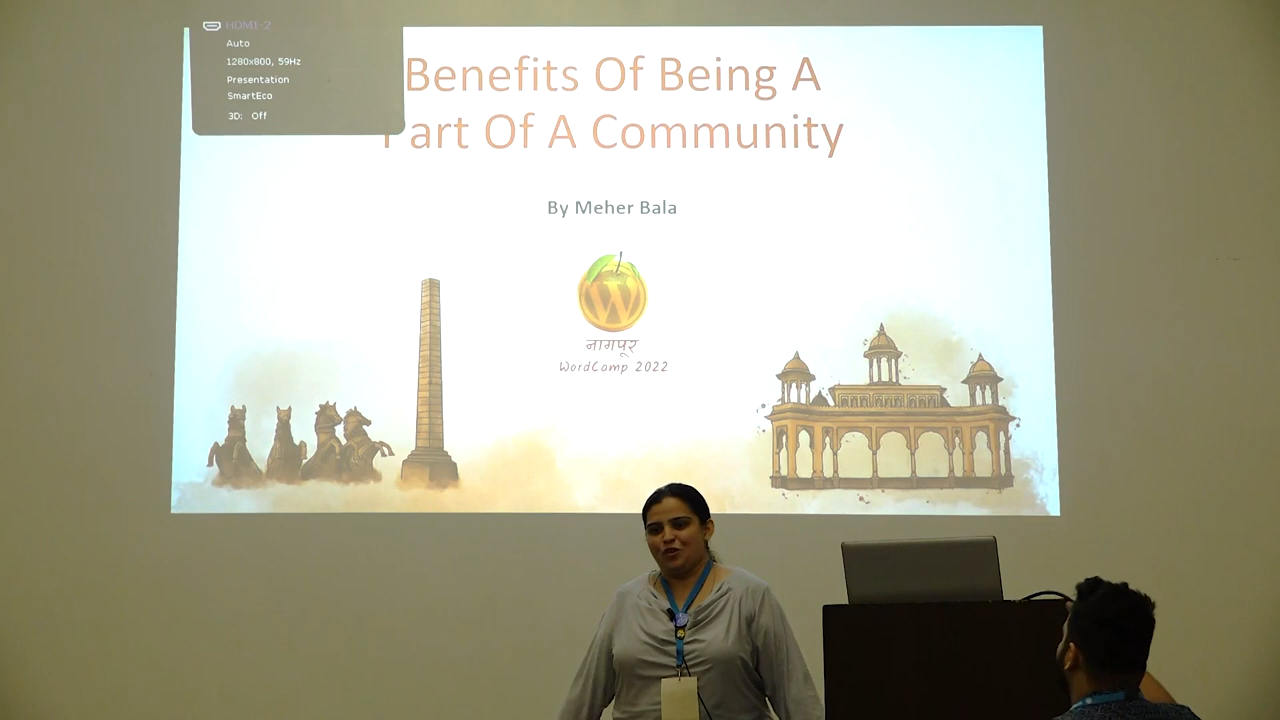 HDMI-2
Auto
1280x800, 59Hz
Presentation
SmartEco
3D: Off
Benefits Of Being A
Part Of A Community
By Meher Bala
W
नागपूर
WordCamp 2022